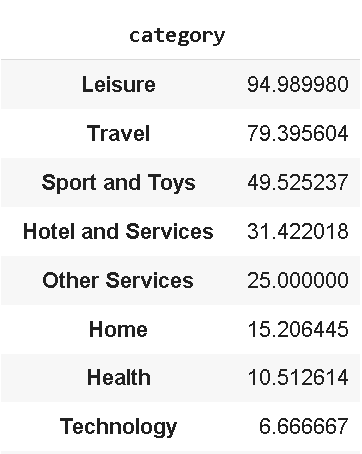 category
Leisure 94.989980
Travel 79.395604
Sport and Toys 49.525237
Hotel and Services 31.422018
Other Services 25.000000
Home 15.206445
Health 10.512614
Technology 6.666667